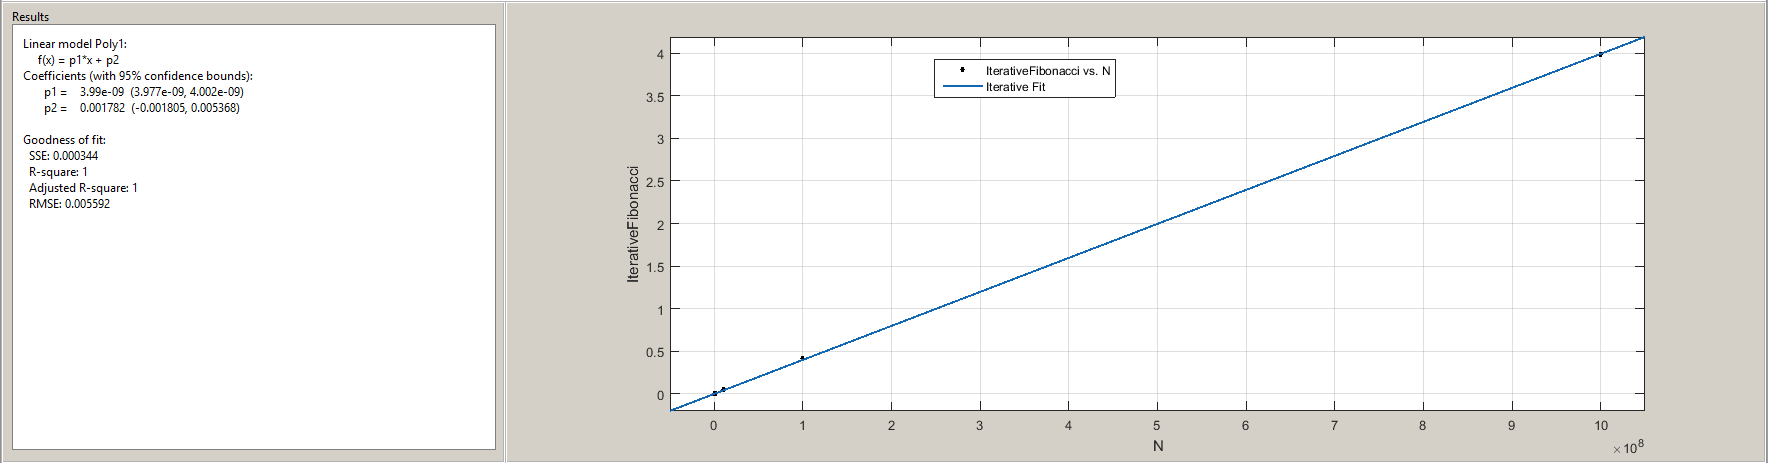 Results
Linear model Poly1:
f(x) = p1*x + p2
Coefficients (with 95% confidence bounds):
p1 = 3.99e-09 (3.977e-09, 4.002e-09)
p2 = 0.001782 (-0.001805, 0.005368)
Goodness of fit:
SSE: 0.000344
R-square: 1
Adjusted R-square: 1
RMSE: 0.005592
IterativeFibonacci
4
3.5
3
2.5
2
1.5
1
0.5
0
IterativeFibonacci vs. N
Iterative Fit
0 1 2 3 4 5 6 7 8 9 10
N
×10⁸